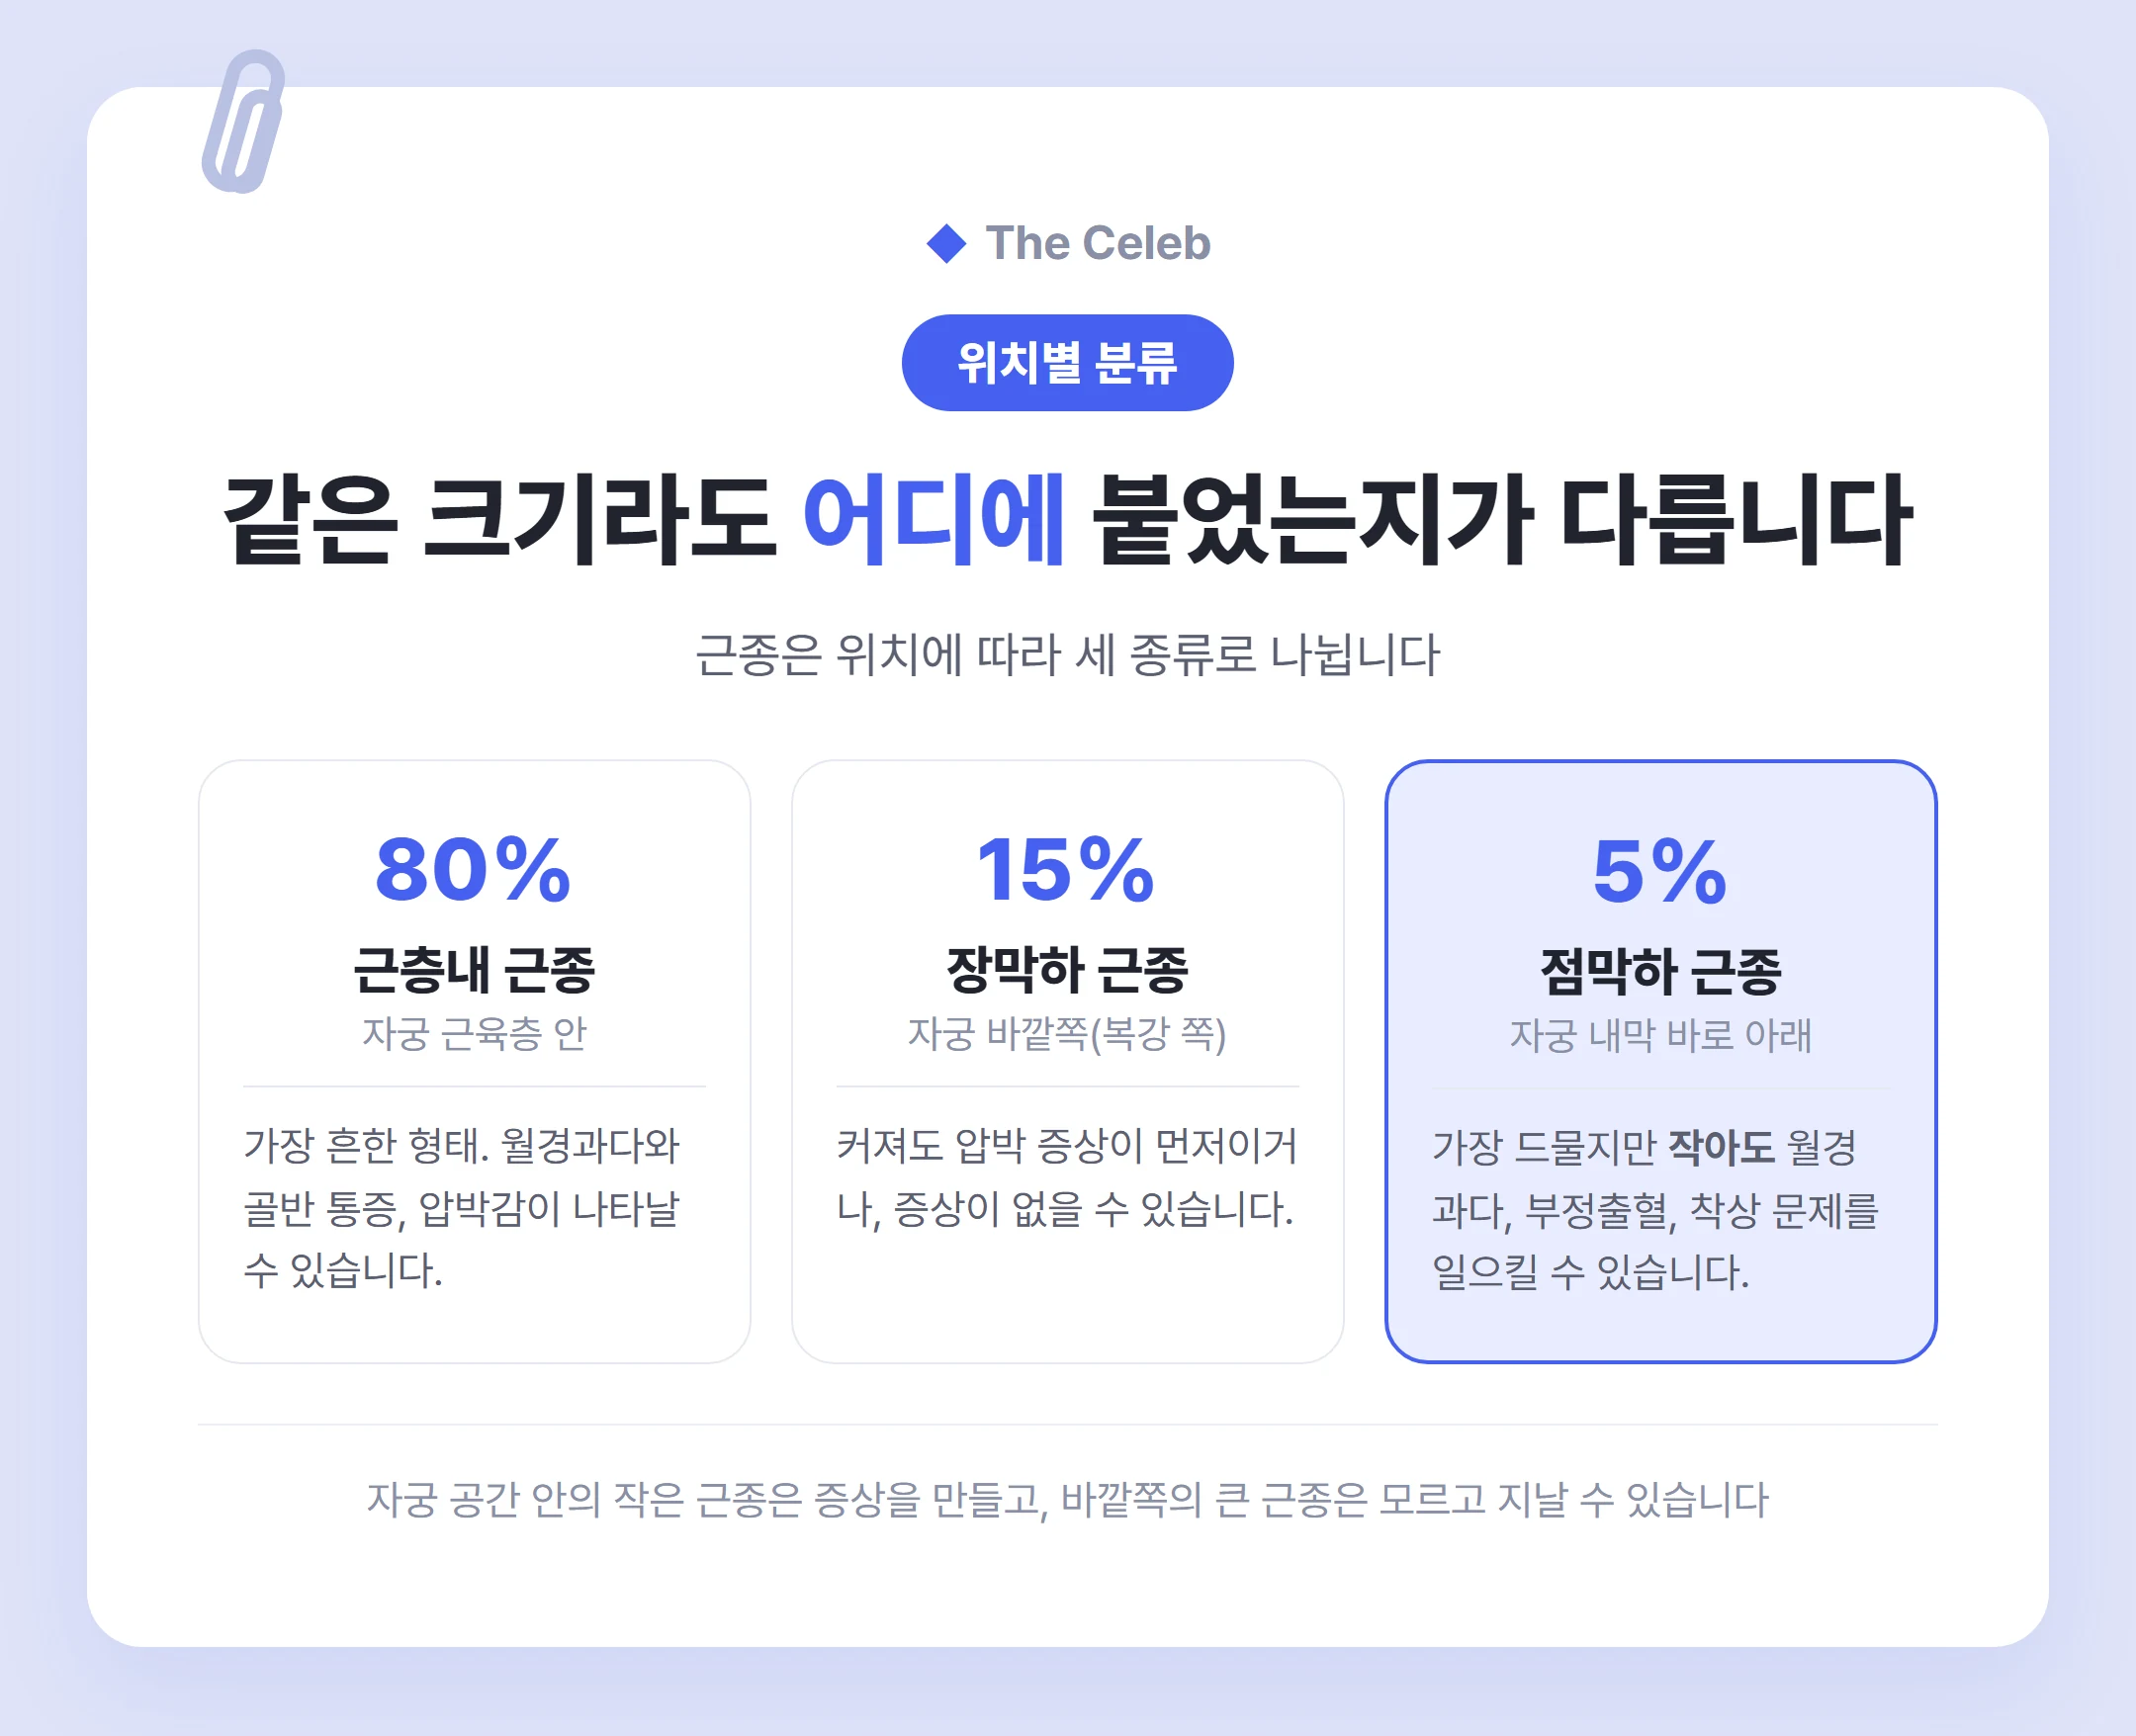 The Celeb
위치별 분류
같은 크기라도 어디에 붙었는지가 다릅니다
근종은 위치에 따라 세 종류로 나뉩니다
80%
근층내 근종
자궁 근육층 안
가장 흔한 형태. 월경과다와
골반 통증, 압박감이 나타날
수 있습니다.
15%
장막하 근종
자궁 바깥쪽(복강 쪽)
커져도 압박 증상이 먼저이거
나, 증상이 없을 수 있습니다.
5%
점막하 근종
자궁 내막 바로 아래
가장 드물지만 작아도 월경
과다, 부정출혈, 착상 문제를
일으킬 수 있습니다.
자궁 공간 안의 작은 근종은 증상을 만들고, 바깥쪽의 큰 근종은 모르고 지날 수 있습니다